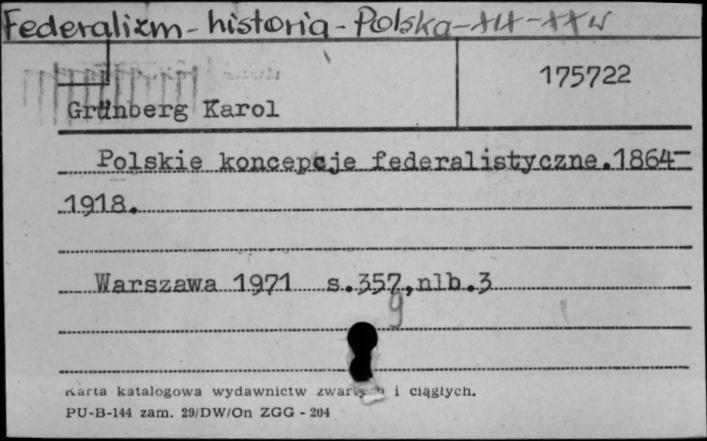 Federalizm - historia - Polska - XIX - XX w
175722
Grünberg Karol
Polskie koncepcje federalistyczne.1864-
1918.
Warszawa 1971 s.357,nlb.3
9
Karta katalogowa wydawnictw zwartych i ciągłych.
PU-B-144 zam. 29/DW/On ZGG - 204